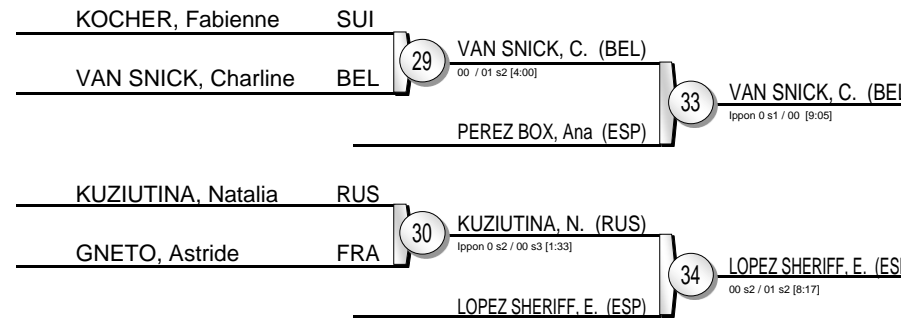 KOCHER, Fabienne SUI
29
VAN SNICK, C. (BEL)
00 / 01 s2 [4:00]
VAN SNICK, Charline BEL
33
VAN SNICK, C. (BEL
Ippon 0 s1 / 00 [9:05]
PEREZ BOX, Ana (ESP)
KUZIUTINA, Natalia RUS
30
KUZIUTINA, N. (RUS)
Ippon 0 s2 / 00 s3 [1:33]
GNETO, Astride FRA
34
LOPEZ SHERIFF, E. (ES
00 s2 / 01 s2 [8:17]
LOPEZ SHERIFF, E. (ESP)